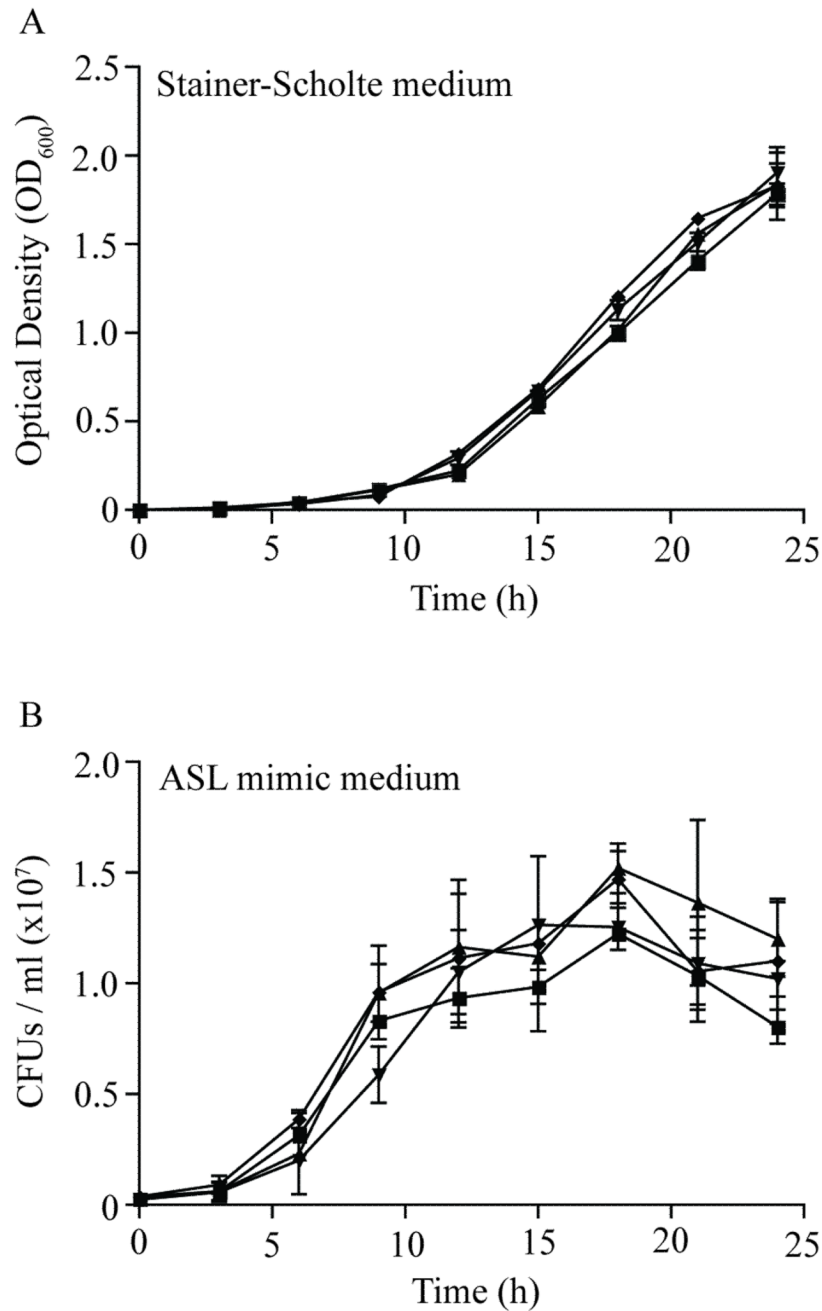 A
Stainer-Scholte medium
Optical Density (OD₆₀₀)
2.5
2.0
1.5
1.0
0.5
0
0 5 10 15 20 25
Time (h)
B
ASL mimic medium
CFUs / ml (x10⁷)
2.0
1.5
1.0
0.5
0
0 5 10 15 20 25
Time (h)